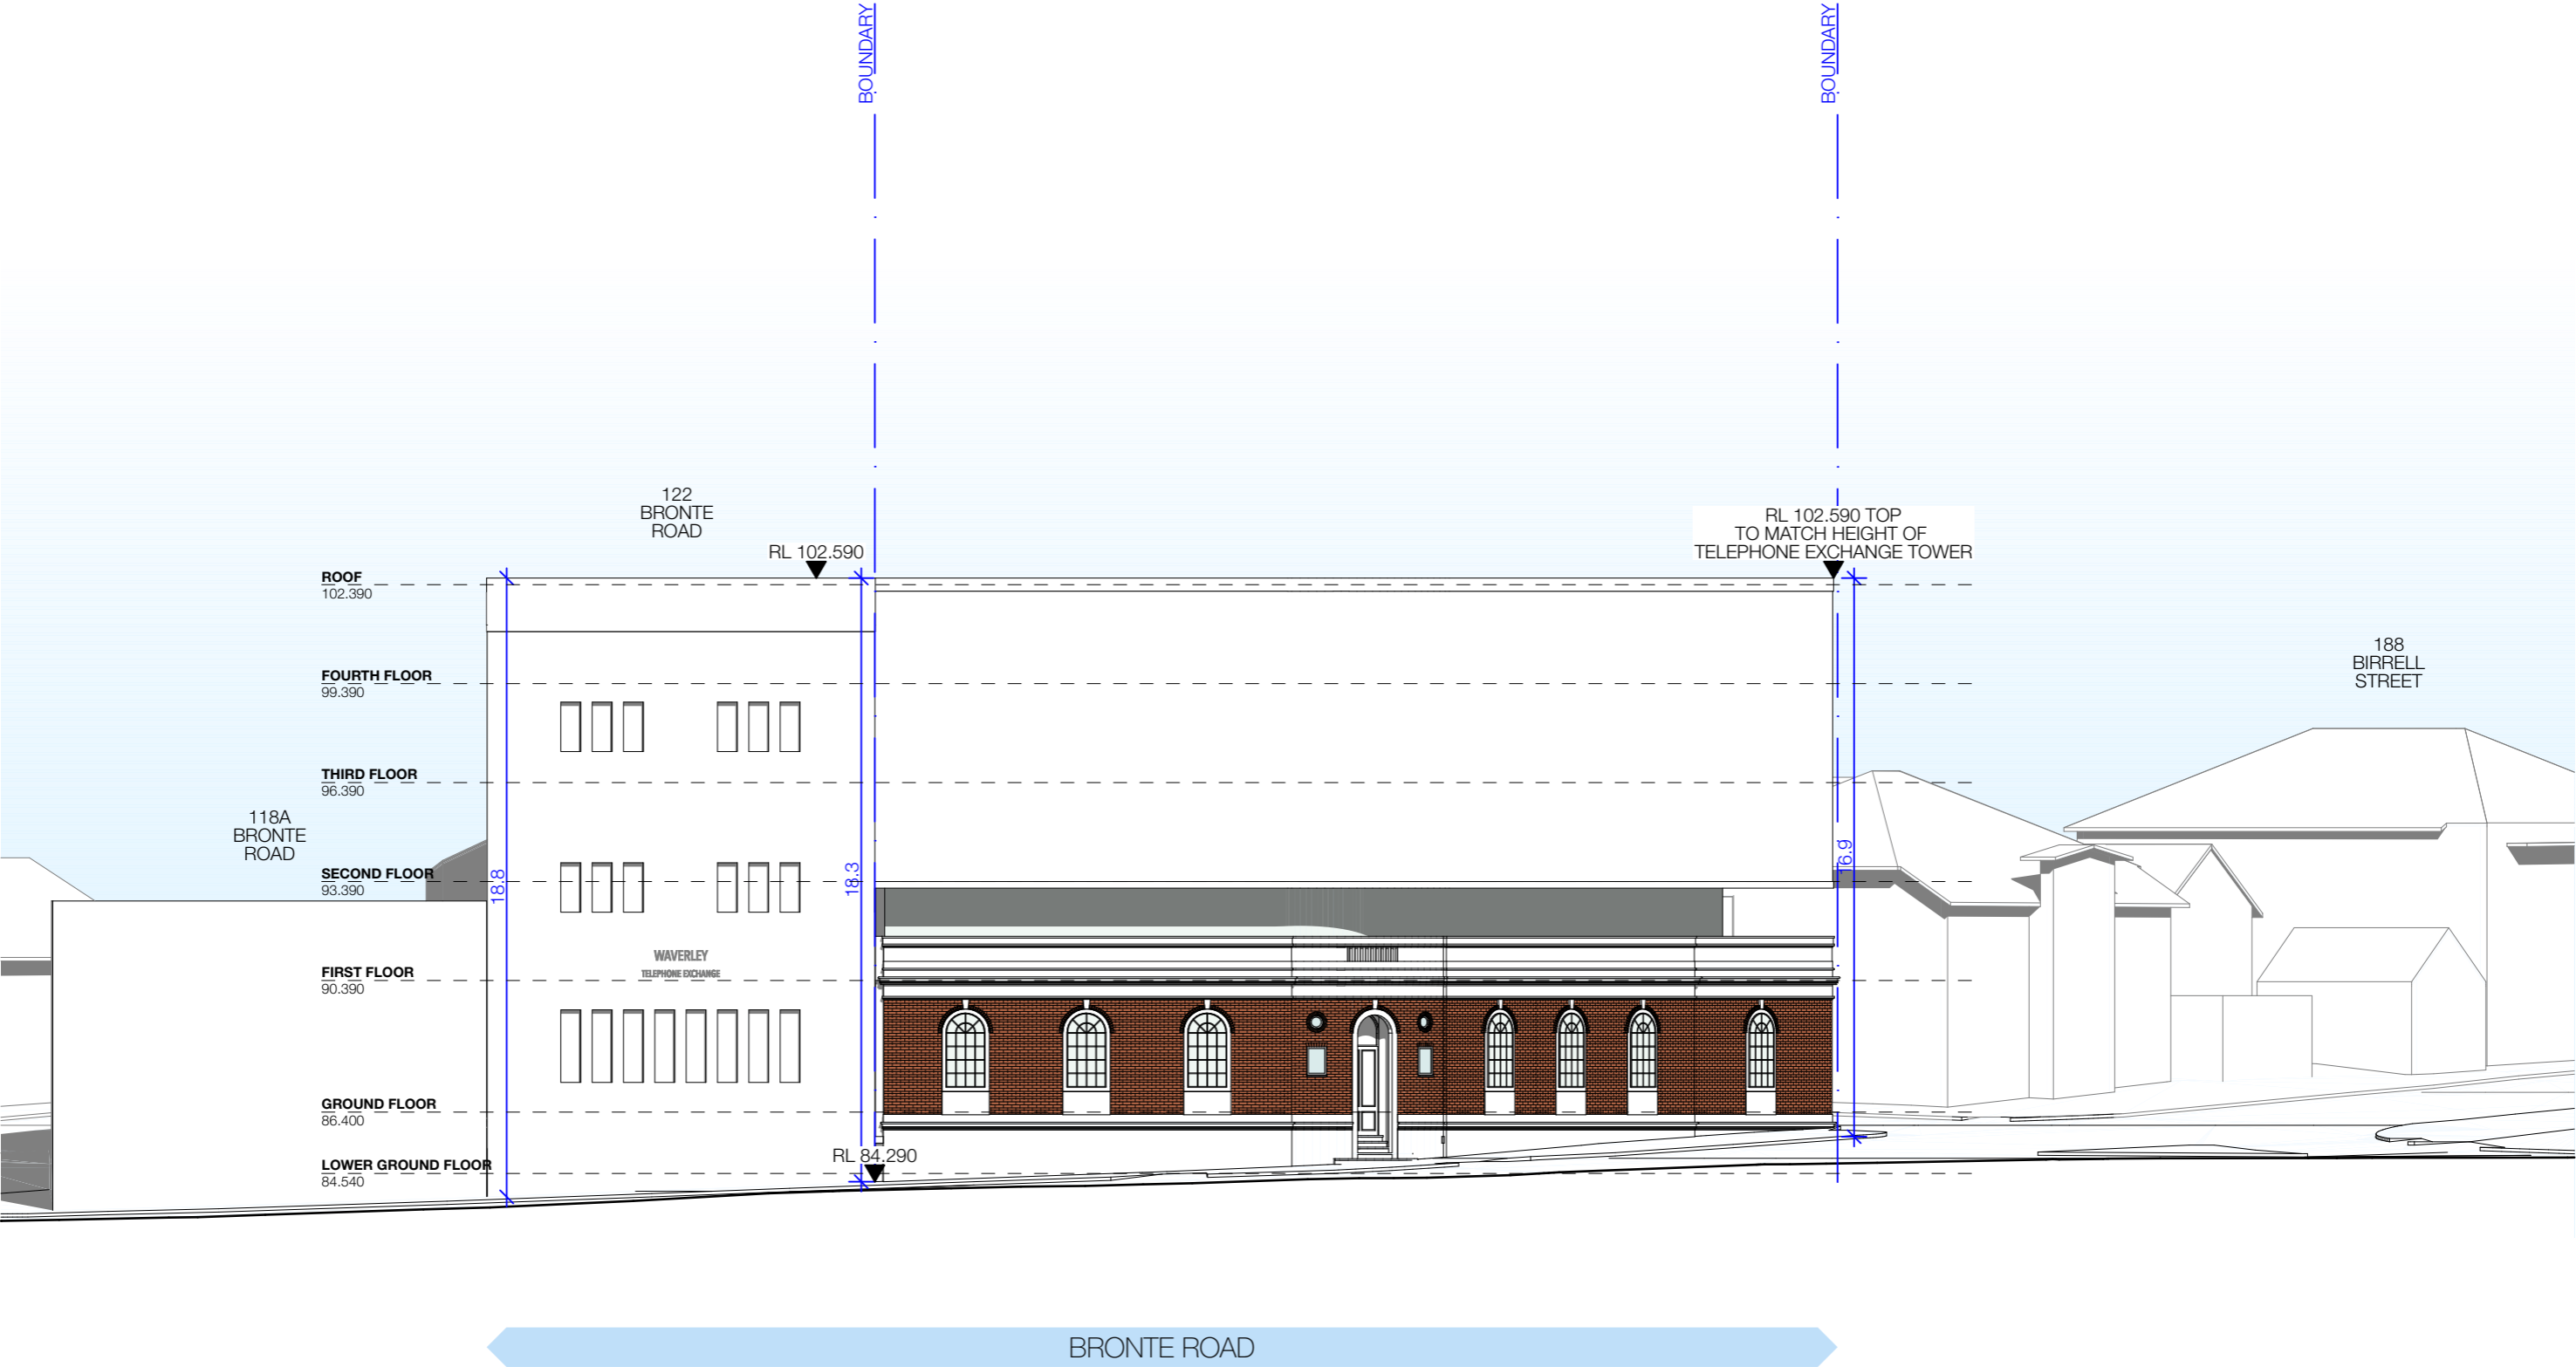 BOUNDARY
BOUNDARY
122
BRONTE
ROAD
RL 102.590
RL 102.590 TOP
TO MATCH HEIGHT OF
TELEPHONE EXCHANGE TOWER
ROOF
102.390
188
BIRRELL
STREET
FOURTH FLOOR
99.390
THIRD FLOOR
96.390
118A
BRONTE
ROAD
SECOND FLOOR
93.390
18.8
18.3
16.9
WAVERLEY
TELEPHONE EXCHANGE
FIRST FLOOR
90.390
GROUND FLOOR
86.400
RL 84.290
LOWER GROUND FLOOR
84.540
BRONTE ROAD